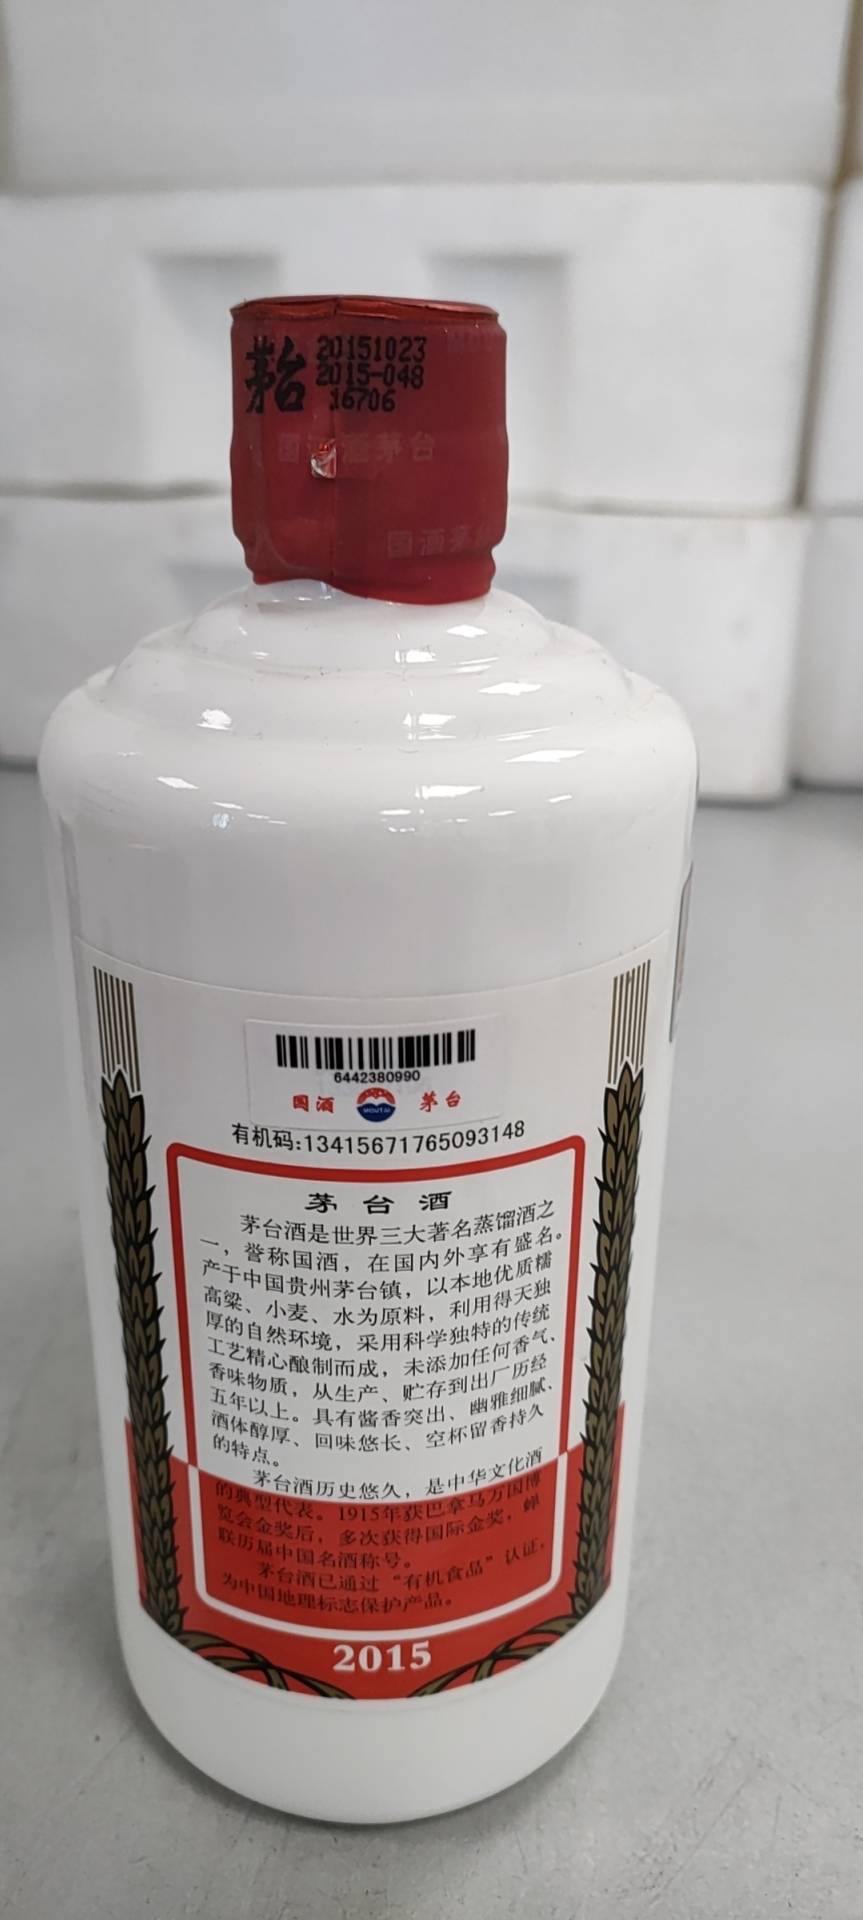 茅台
20151023
2015-048
16706
国酒茅台
国酒茅台
6442380990
国酒 MOUTAI 茅台
有机码:13415671765093148
茅台酒
茅台酒是世界三大著名蒸馏酒之
一，誉称国酒，在国内外享有盛名。
产于中国贵州茅台镇，以本地优质糯
高粱、小麦、水为原料，利用得天独
厚的自然环境，采用科学独特的传统
工艺精心酿制而成，未添加任何香气、
香味物质，从生产、贮存到出厂历经
五年以上。具有酱香突出、幽雅细腻、
酒体醇厚、回味悠长、空杯留香持久
的特点。
茅台酒历史悠久，是中华文化酒
的典型代表。1915年获巴拿马万国博
览会金奖后，多次获得国际金奖，蝉
联历届中国名酒称号。
茅台酒已通过“有机食品”认证，
为中国地理标志保护产品。
2015